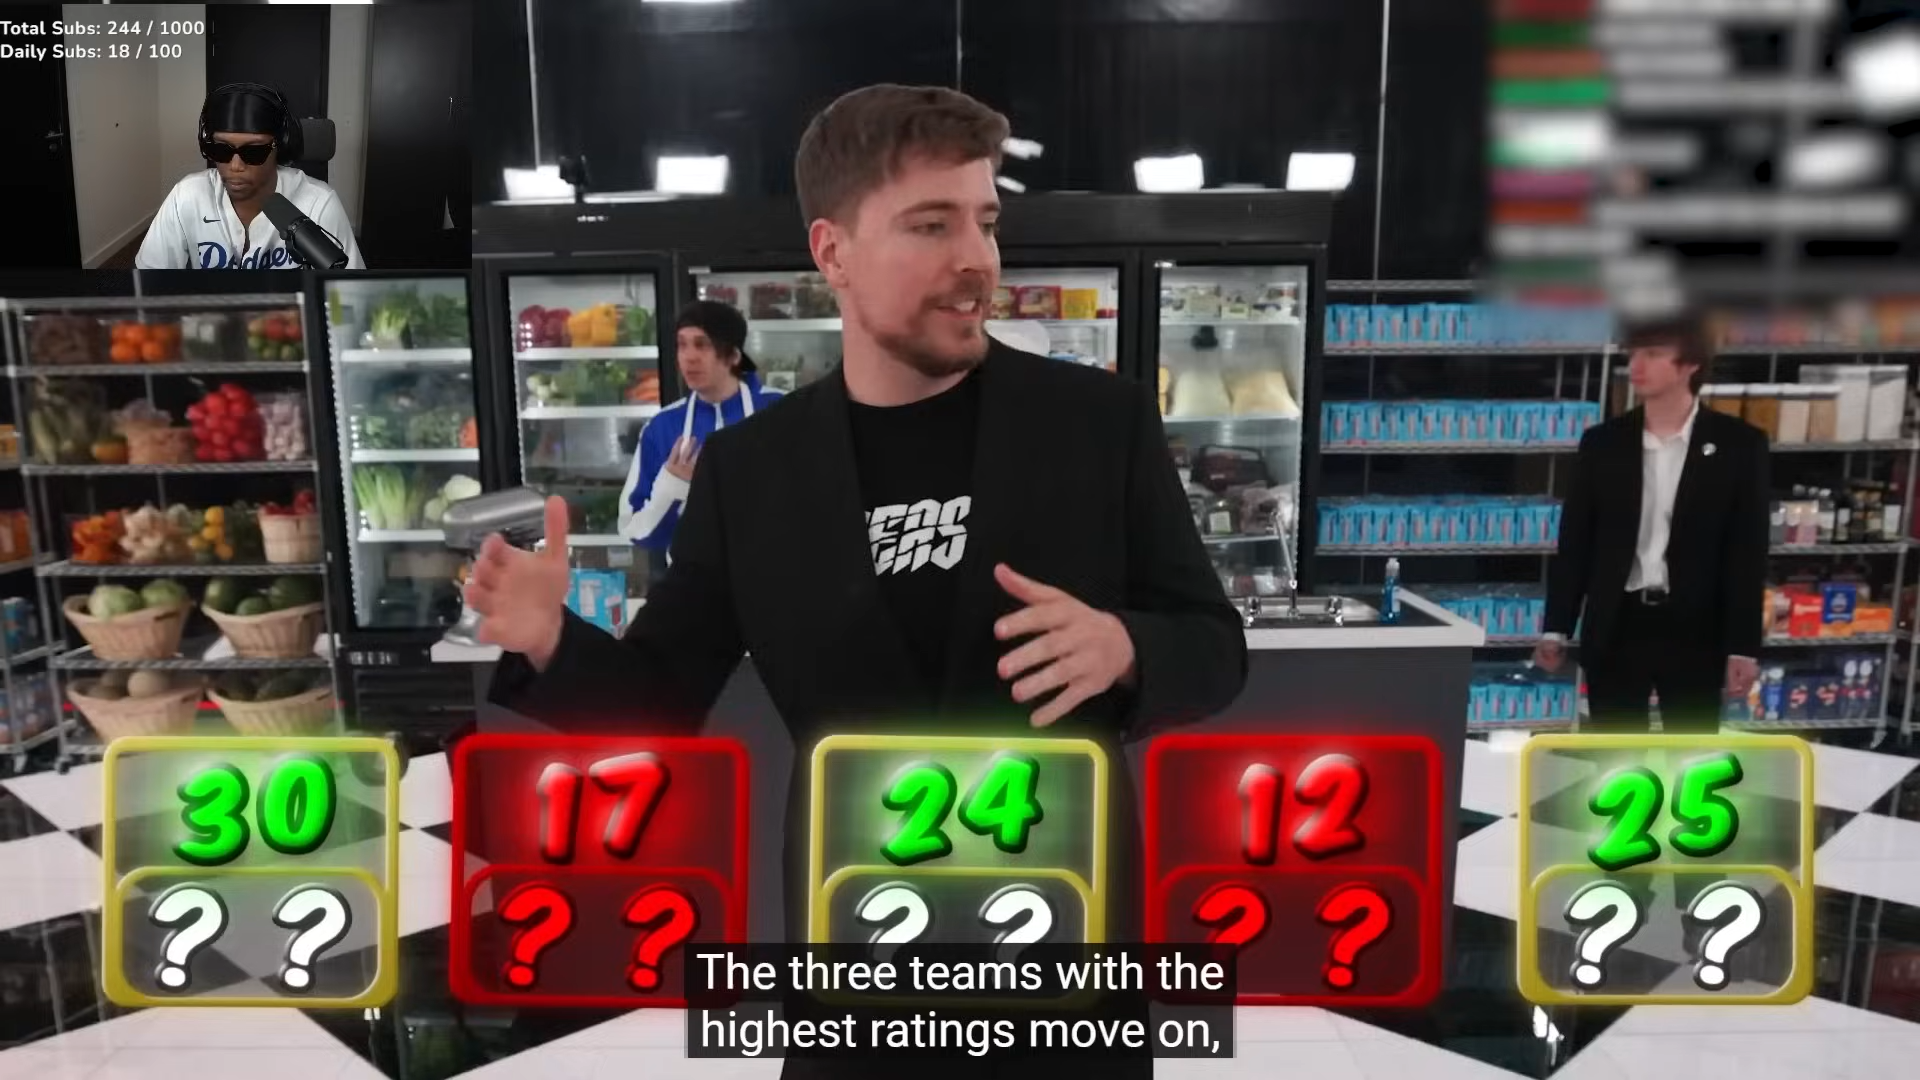 Total Subs: 244 / 1000
Daily Subs: 18 / 100
Dodgers
30
17
24
12
25
? ?
? ?
? ?
? ?
? ?
The three teams with the
highest ratings move on,